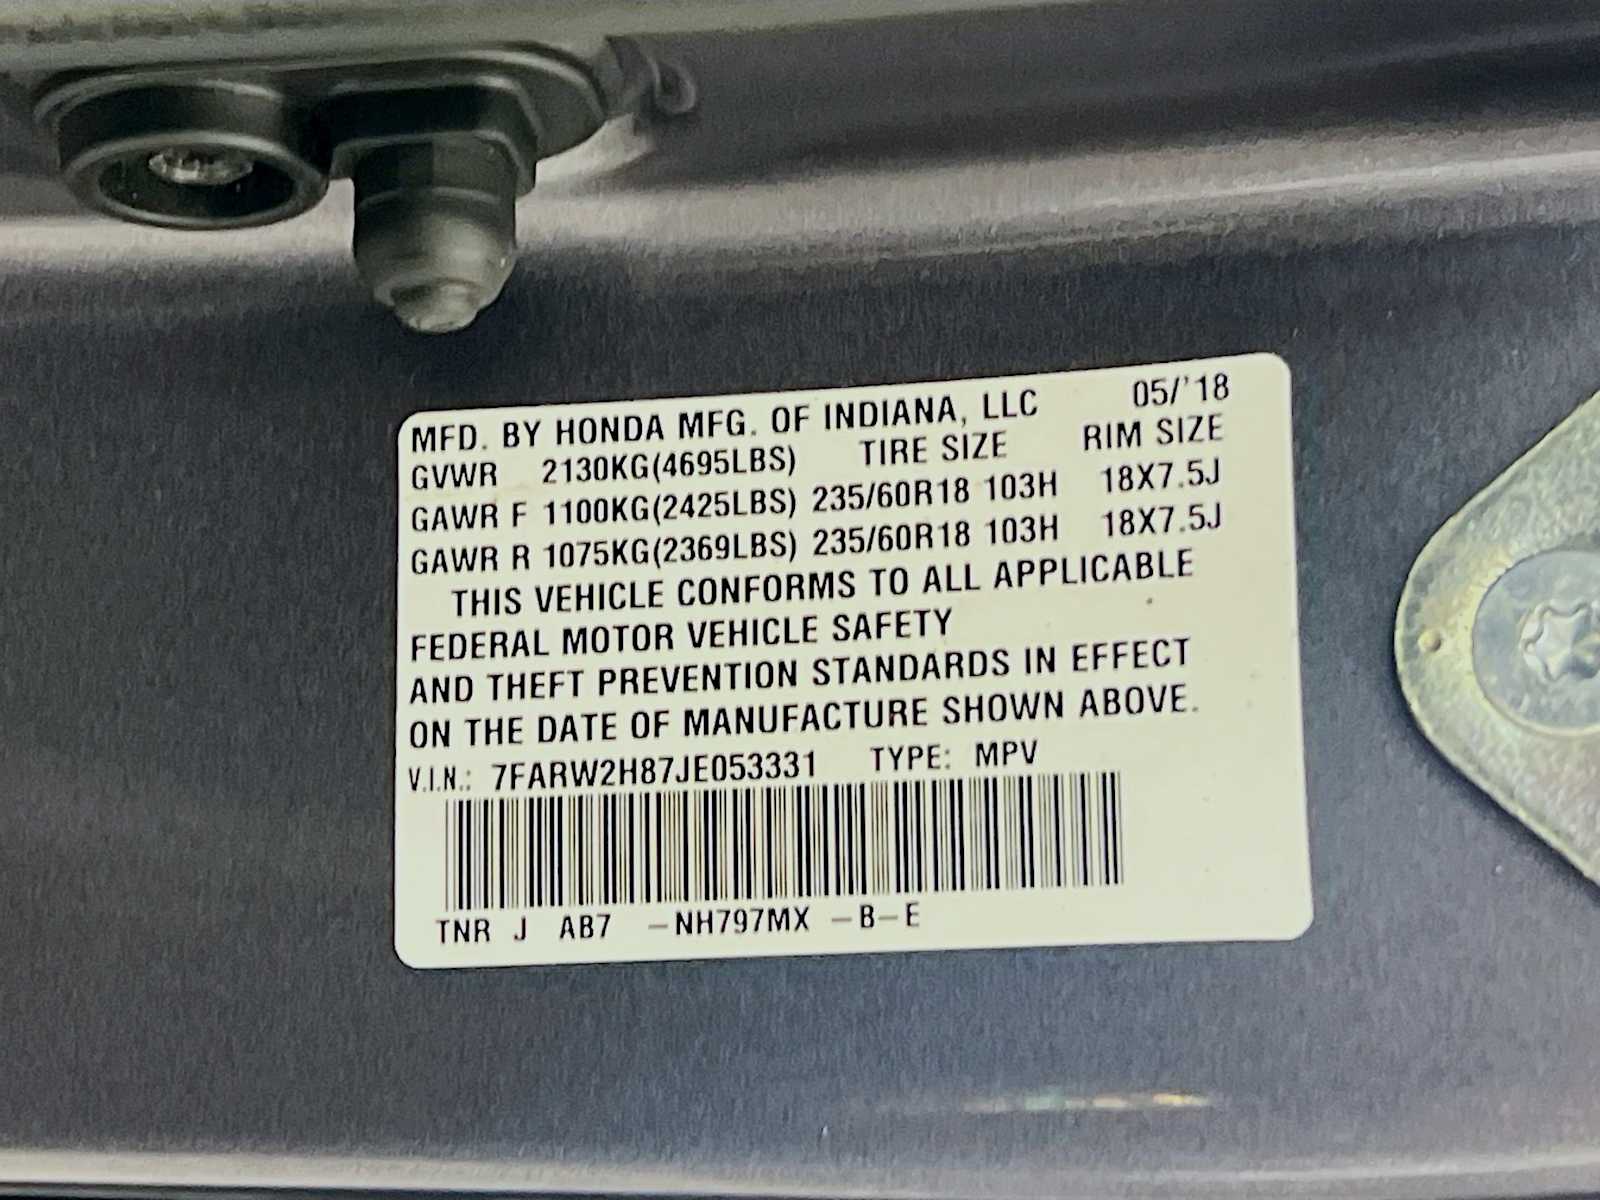 MFD. BY HONDA MFG. OF INDIANA, LLC 05/'18
GVWR 2130KG(4695LBS) TIRE SIZE RIM SIZE
GAWR F 1100KG(2425LBS) 235/60R18 103H 18X7.5J
GAWR R 1075KG(2369LBS) 235/60R18 103H 18X7.5J
THIS VEHICLE CONFORMS TO ALL APPLICABLE
FEDERAL MOTOR VEHICLE SAFETY
AND THEFT PREVENTION STANDARDS IN EFFECT
ON THE DATE OF MANUFACTURE SHOWN ABOVE.
V.I.N.: 7FARW2H87JE053331 TYPE: MPV
TNR J AB7 -NH797MX -B-E